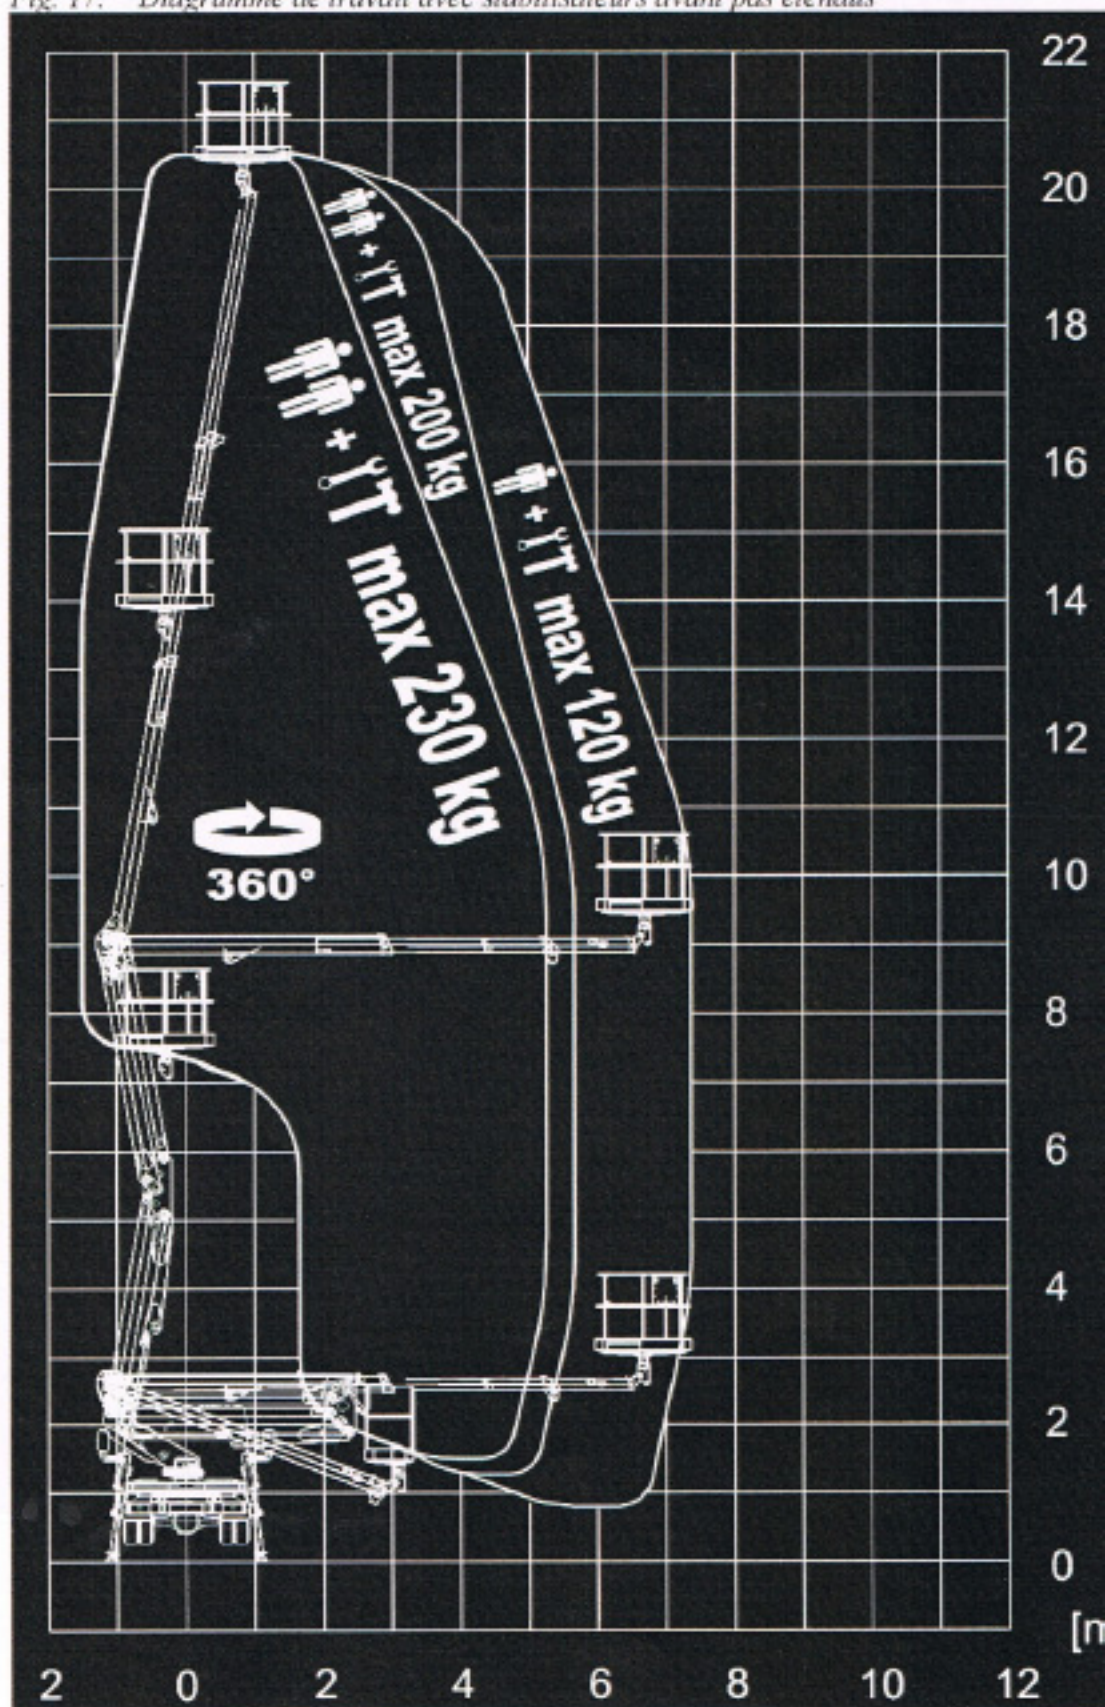 Fig. 17. Diagramme de travail avec stabilisateurs avant pas étendus
22
20
18
16
14
12
10
8
6
4
2
0
[m
+ max 200 kg
+ max 230 kg
+ max 120 kg
360°
2 0 2 4 6 8 10 12